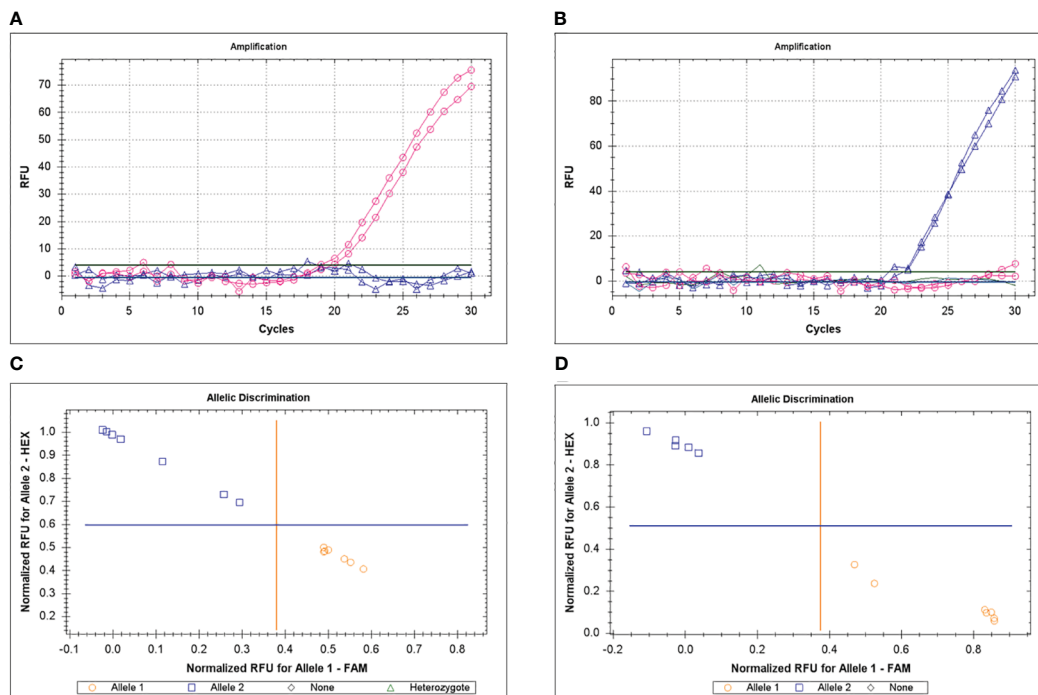 A
Amplification
RFU
70
60
50
40
30
20
10
0
0 5 10 15 20 25 30
Cycles
B
Amplification
RFU
80
60
40
20
0
0 5 10 15 20 25 30
Cycles
C
Allelic Discrimination
Normalized RFU for Allele 2 - HEX
1.0
0.9
0.8
0.7
0.6
0.5
0.4
0.3
0.2
-0.1 0.0 0.1 0.2 0.3 0.4 0.5 0.6 0.7 0.8
Normalized RFU for Allele 1 - FAM
Allele 1 Allele 2 None Heterozygote
D
Allelic Discrimination
Normalized RFU for Allele 2 - HEX
1.0
0.8
0.6
0.4
0.2
0.0
-0.2 0.0 0.2 0.4 0.6 0.8
Normalized RFU for Allele 1 - FAM
Allele 1 Allele 2 None